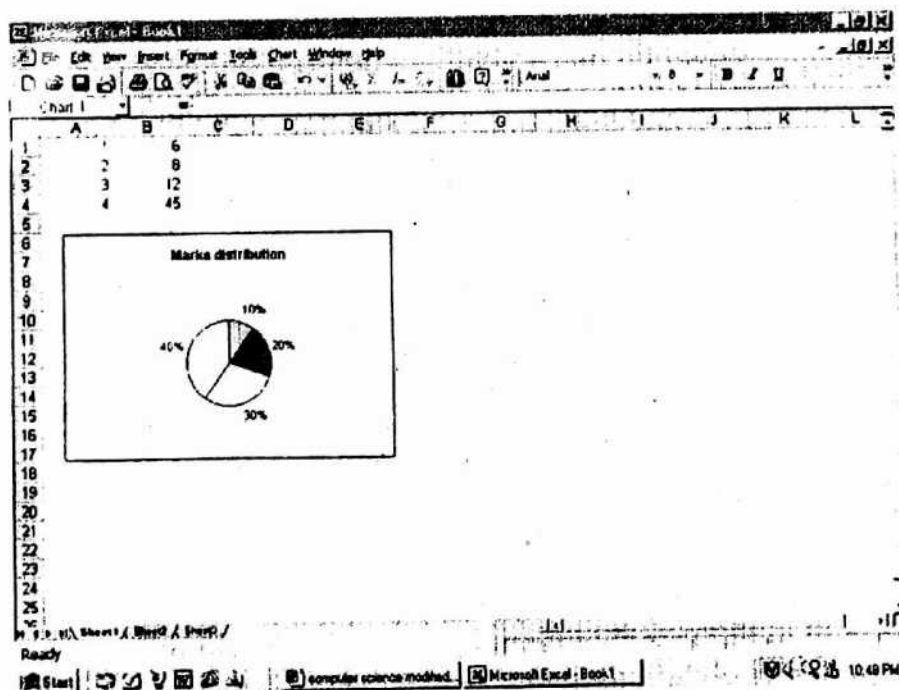 Microsoft Excel - Book1
File Edit View Insert Format Tools Chart Window Help
Arial 8 B I U
Chart 1 =
A B C D E F G H I J K L
1 1 6
2 2 8
3 3 12
4 4 45
5
6
7 Marks distribution
8
9
10 10%
11
12 40% 20%
13
14
15 30%
16
17
18
19
20
21
22
23
24
25
26
Sheet1 Sheet2 Sheet3
Ready
Start computer science modified... Microsoft Excel - Book1 10:48 PM